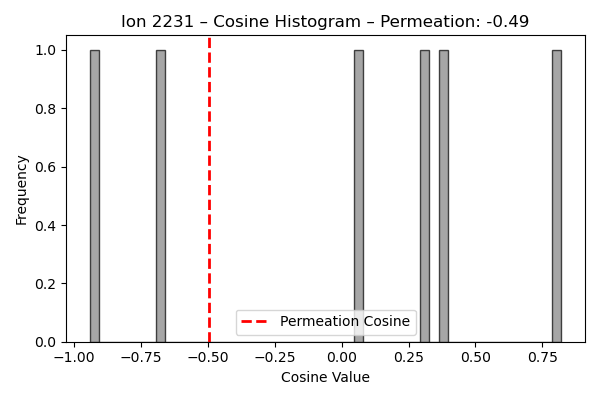 Ion 2231 – Cosine Histogram – Permeation: -0.49
1.0
0.8
0.6
0.4
0.2
0.0
Frequency
Permeation Cosine
−1.00 −0.75 −0.50 −0.25 0.00 0.25 0.50 0.75
Cosine Value